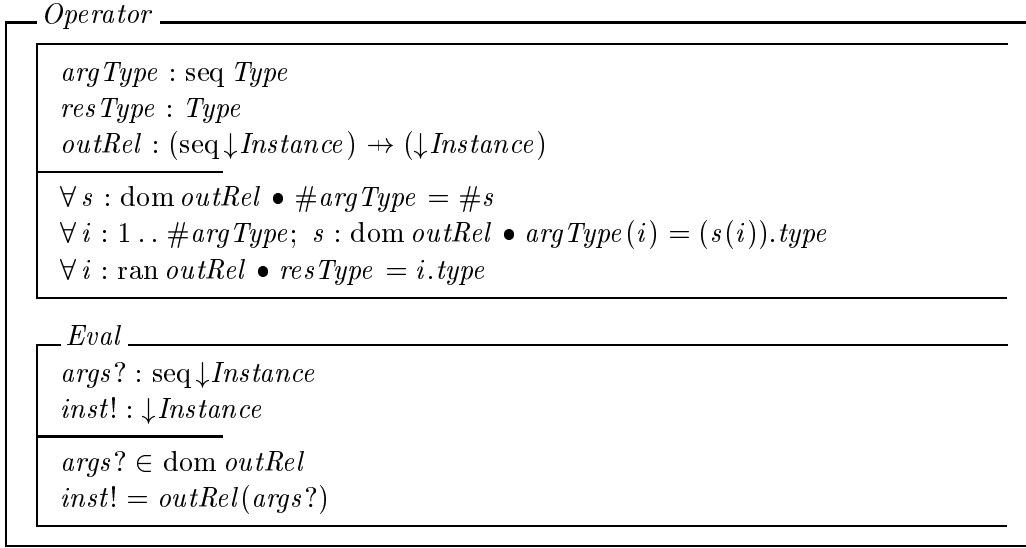 Operator
argType : seq Type
resType : Type
outRel : (seq ↓Instance) ⇸ (↓Instance)
∀ s : dom outRel • #argType = #s
∀ i : 1 . . #argType; s : dom outRel • argType(i) = (s(i)).type
∀ i : ran outRel • resType = i.type
Eval
args? : seq ↓Instance
inst! : ↓Instance
args? ∈ dom outRel
inst! = outRel(args?)